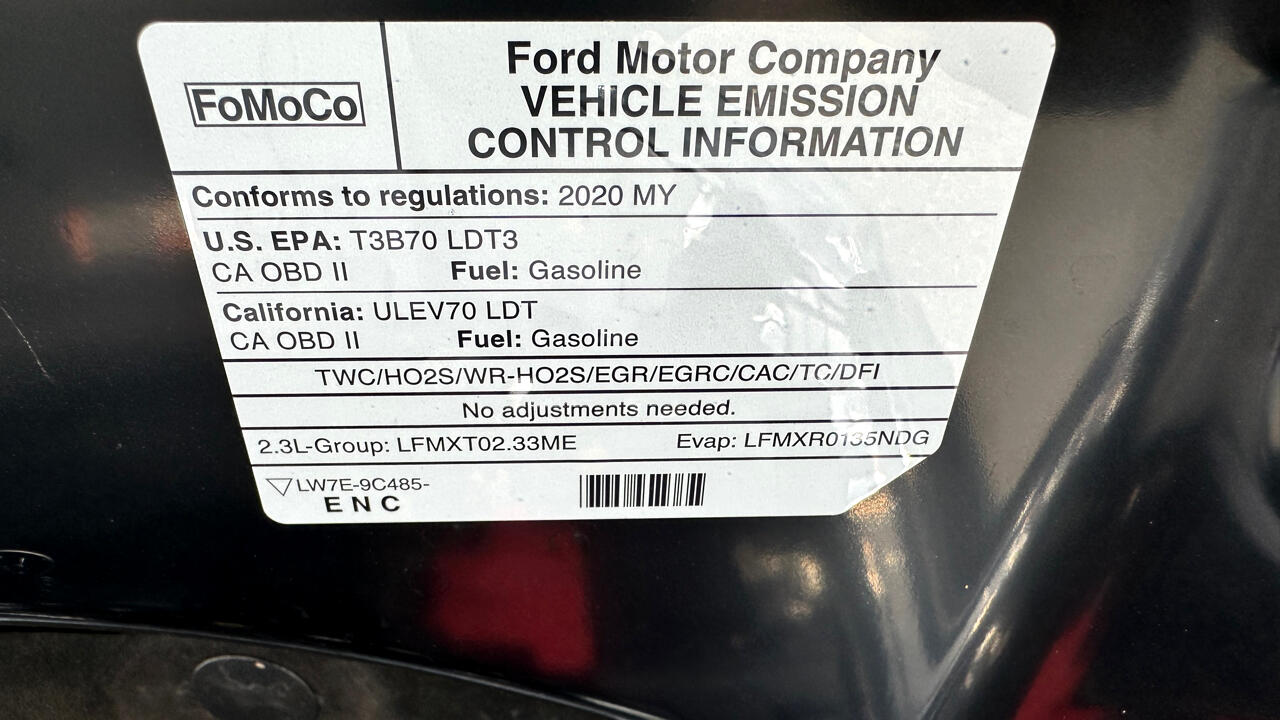 FoMoCo
Ford Motor Company
VEHICLE EMISSION
CONTROL INFORMATION
Conforms to regulations: 2020 MY
U.S. EPA: T3B70 LDT3
CA OBD II Fuel: Gasoline
California: ULEV70 LDT
CA OBD II Fuel: Gasoline
TWC/HO2S/WR-HO2S/EGR/EGRC/CAC/TC/DFI
No adjustments needed.
2.3L-Group: LFMXT02.33ME Evap: LFMXR0135NDG
LW7E-9C485-
E N C